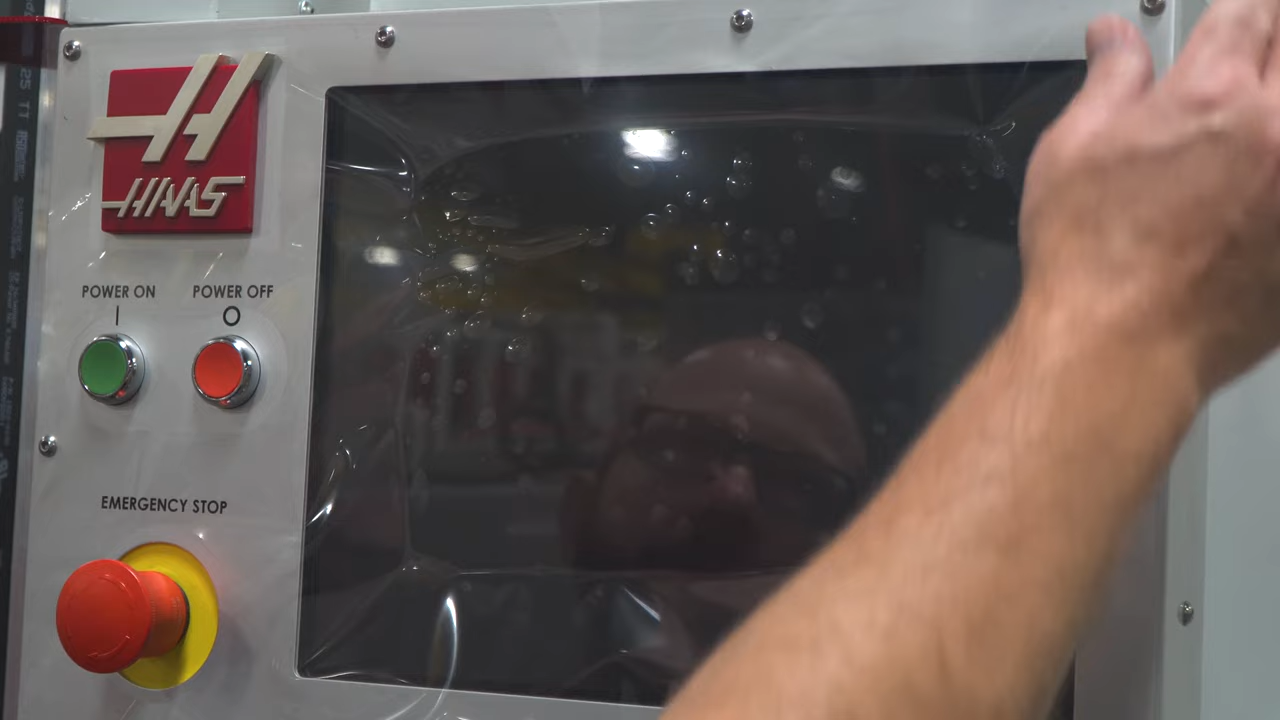 HAAS
POWER ON
POWER OFF
I
O
EMERGENCY STOP